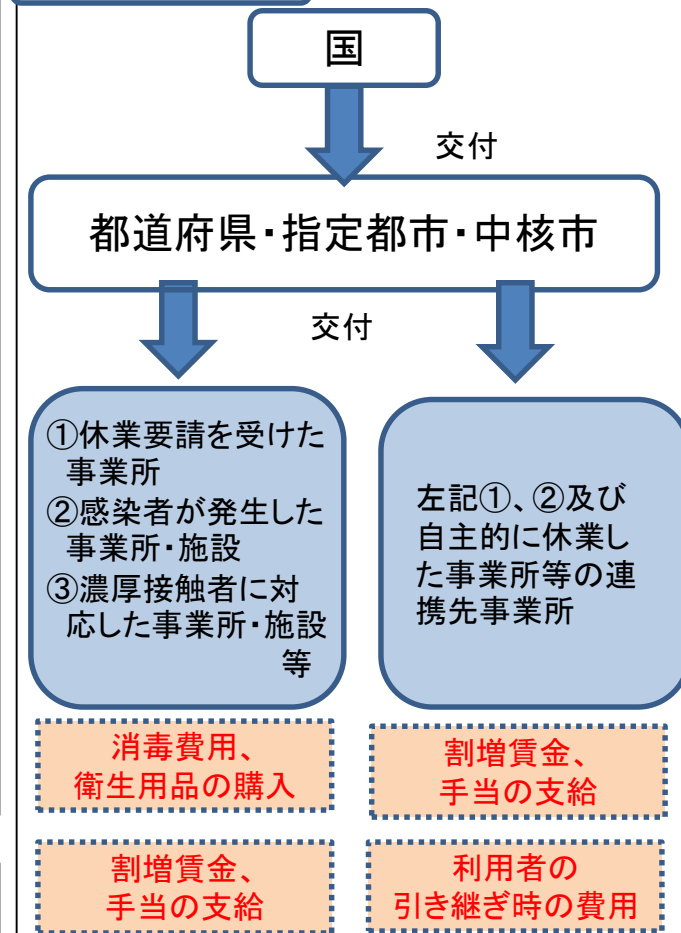 国
交付
都道府県・指定都市・中核市
交付
①休業要請を受けた
事業所
②感染者が発生した
事業所・施設
③濃厚接触者に対
応した事業所・施設
等
左記①、②及び
自主的に休業し
た事業所等の連
携先事業所
消毒費用、
衛生用品の購入
割増賃金、
手当の支給
割増賃金、
手当の支給
利用者の
引き継ぎ時の費用